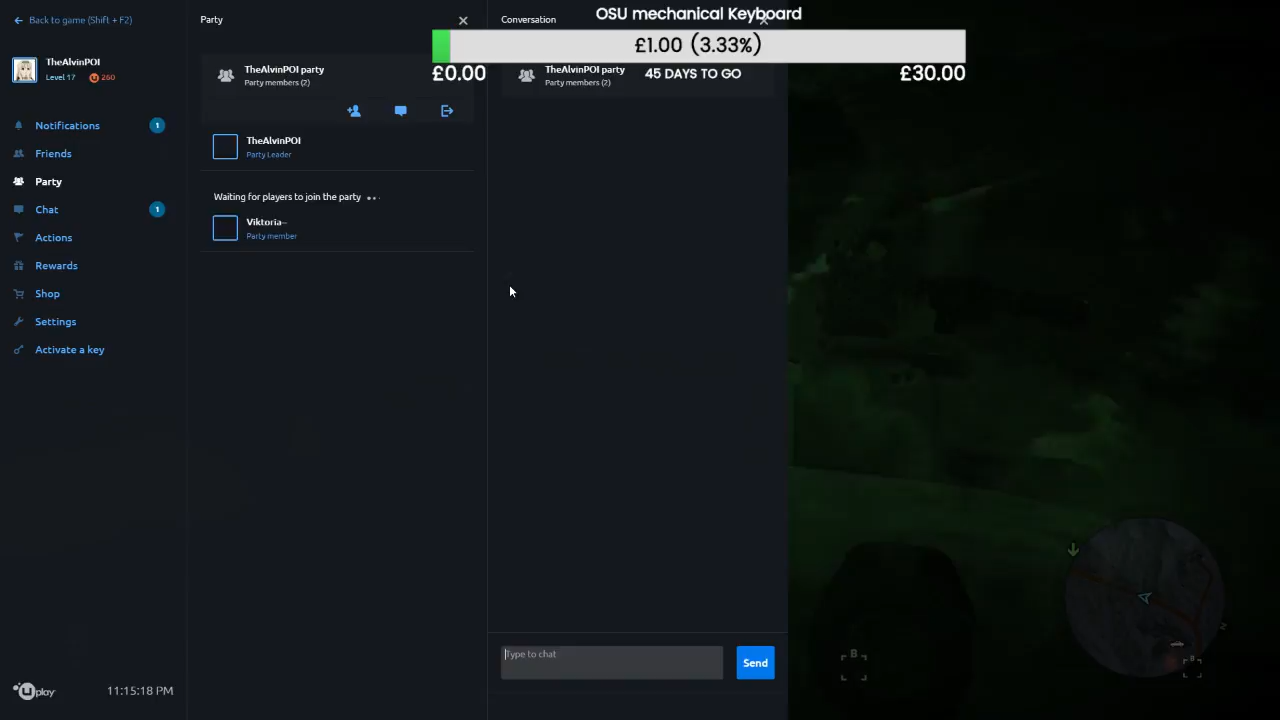 Back to game (Shift + F2)
TheAlvinPOI
Level 17 260
Notifications 1
Friends
Party
Chat 1
Actions
Rewards
Shop
Settings
Activate a key
uplay 11:15:18 PM
Party
TheAlvinPOI party
Party members (2)
TheAlvinPOI
Party Leader
Waiting for players to join the party
Viktoria~
Party member
Conversation
TheAlvinPOI party
Party members (2)
Type to chat
Send
OSU mechanical Keyboard
£1.00 (3.33%)
£0.00 45 DAYS TO GO £30.00
B
N